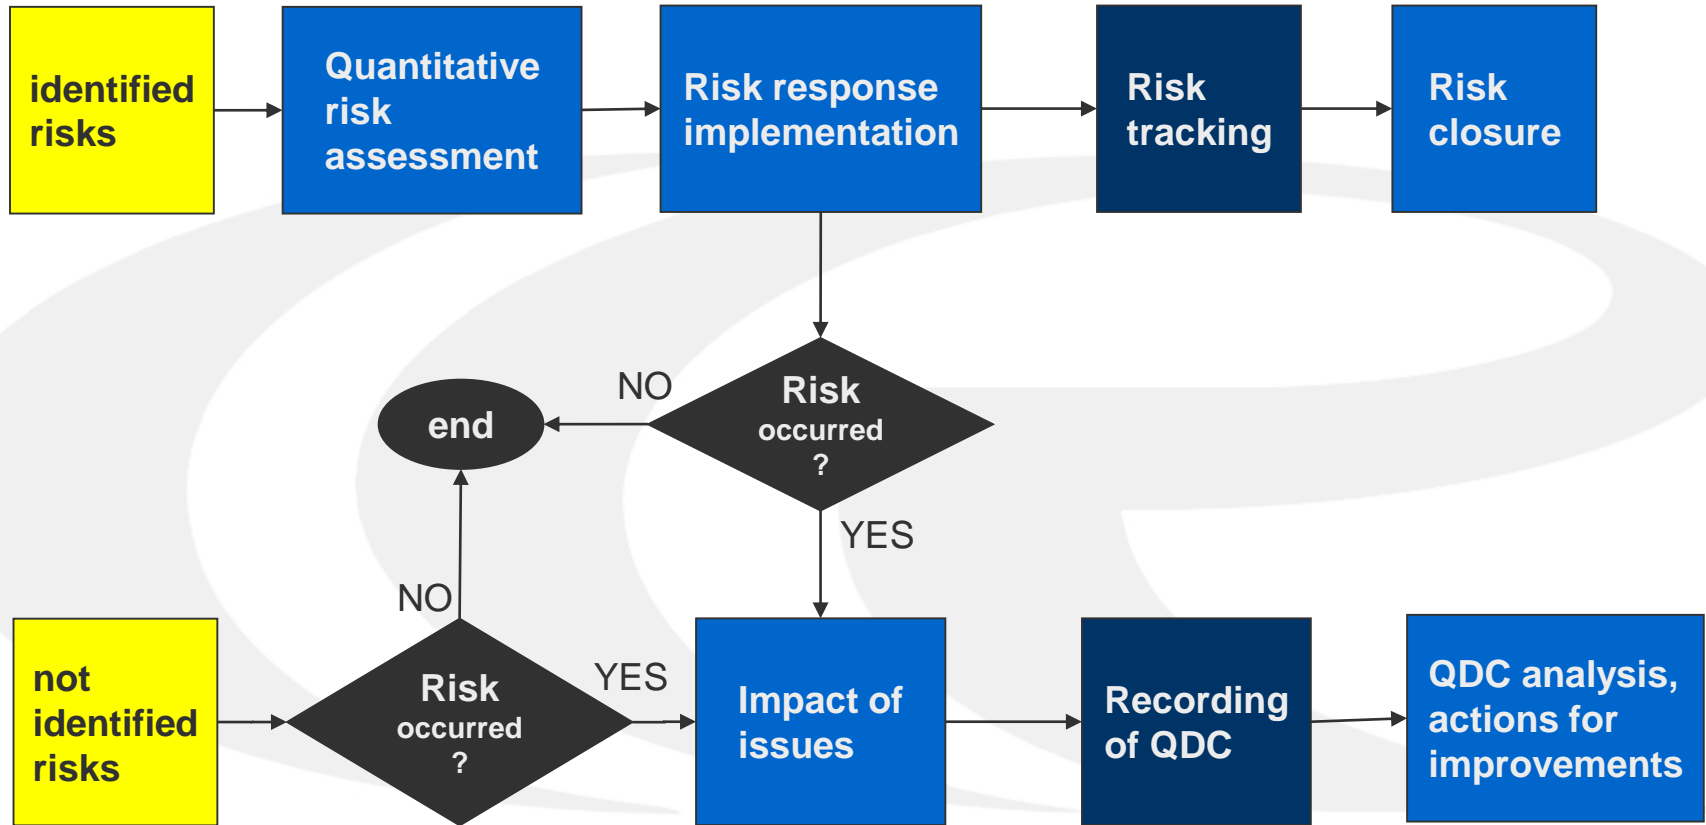 identified
risks
Quantitative
risk
assessment
Risk response
implementation
Risk
tracking
Risk
closure
NO
end
Risk
occurred
?
YES
NO
not
identified
risks
Risk
occurred
?
YES
Impact of
issues
Recording
of QDC
QDC analysis,
actions for
improvements